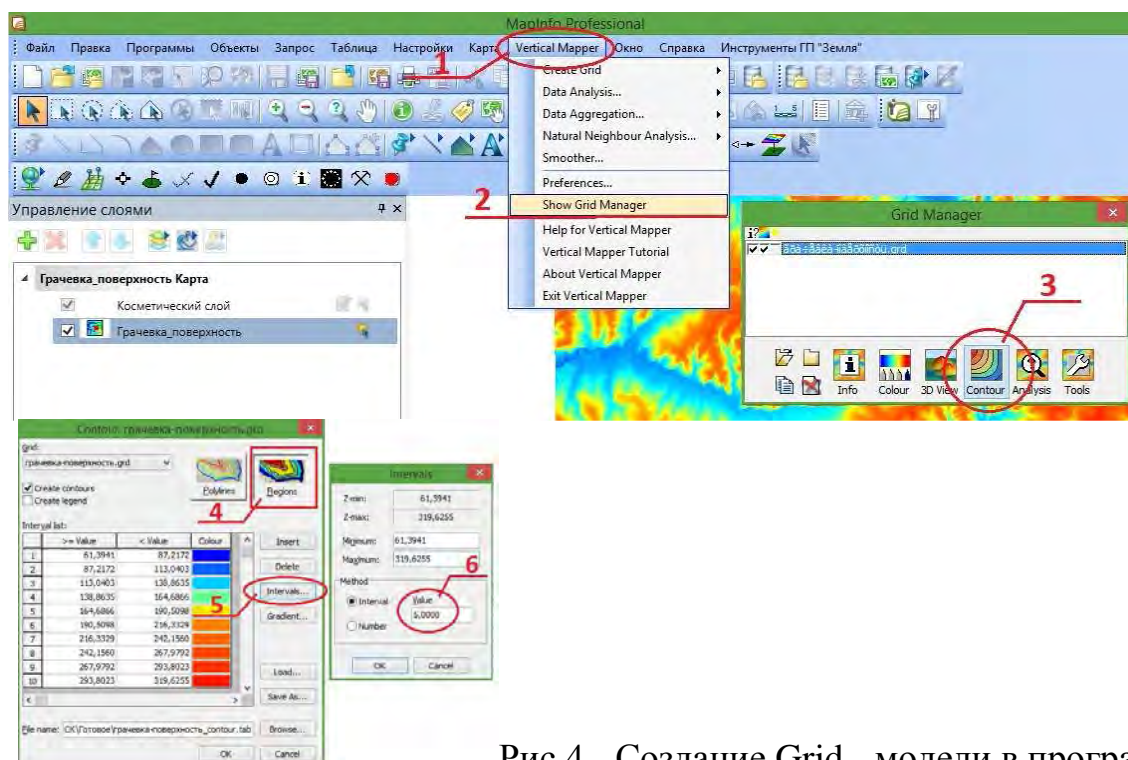 MapInfo Professional
Файл Правка Программы Объекты Запрос Таблица Настройки Карта Vertical Mapper Окно Справка Инструменты ГП "Земля"
1
Create Grid
Data Analysis...
Data Aggregation...
Natural Neighbour Analysis...
Smoother...
Preferences...
2
Show Grid Manager
Help for Vertical Mapper
Vertical Mapper Tutorial
About Vertical Mapper
Exit Vertical Mapper
Управление слоями
Грачевка_поверхность Карта
Косметический слой
Грачевка_поверхность
Grid Manager
3
Info Colour 3D View Contour Analysis Tools
Contour: грачевка-поверхность.grd
Grid:
грачевка-поверхность.grd
Create contours
Create legend
Polylines
Regions
4
Interval list:
>= Value < Value Colour
1 61,3941 87,2172
2 87,2172 113,0403
3 113,0403 138,8635
4 138,8635 164,6866
5 164,6866 190,5098
6 190,5098 216,3329
7 216,3329 242,1560
8 242,1560 267,9792
9 267,9792 293,8023
10 293,8023 319,6255
Insert
Delete
5
Intervals...
Gradient...
Load...
Save As...
File name: СК\Готовое\грачевка-поверхность_contour.tab Browse...
OK Cancel
Intervals
Z-min: 61,3941
Z-max: 319,6255
Minimum: 61,3941
Maximum: 319,6255
6
Method
Interval
Value
5,0000
Number
OK Cancel
Рис.4 Создание Grid - модели в програ